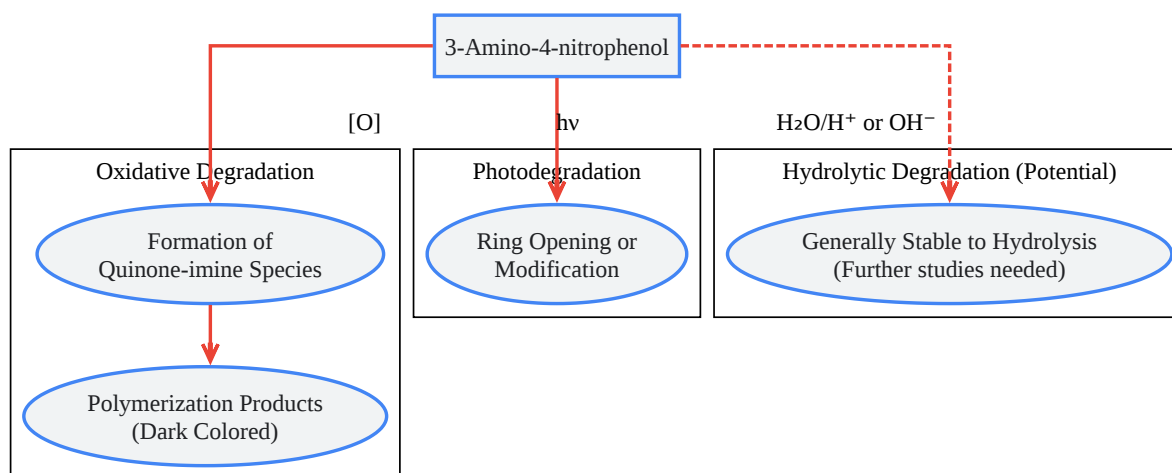 3-Amino-4-nitrophenol
[O]
hν
H₂O/H⁺ or OH⁻
Oxidative Degradation
Photodegradation
Hydrolytic Degradation (Potential)
Formation of
Quinone-imine Species
Ring Opening or
Modification
Generally Stable to Hydrolysis
(Further studies needed)
Polymerization Products
(Dark Colored)